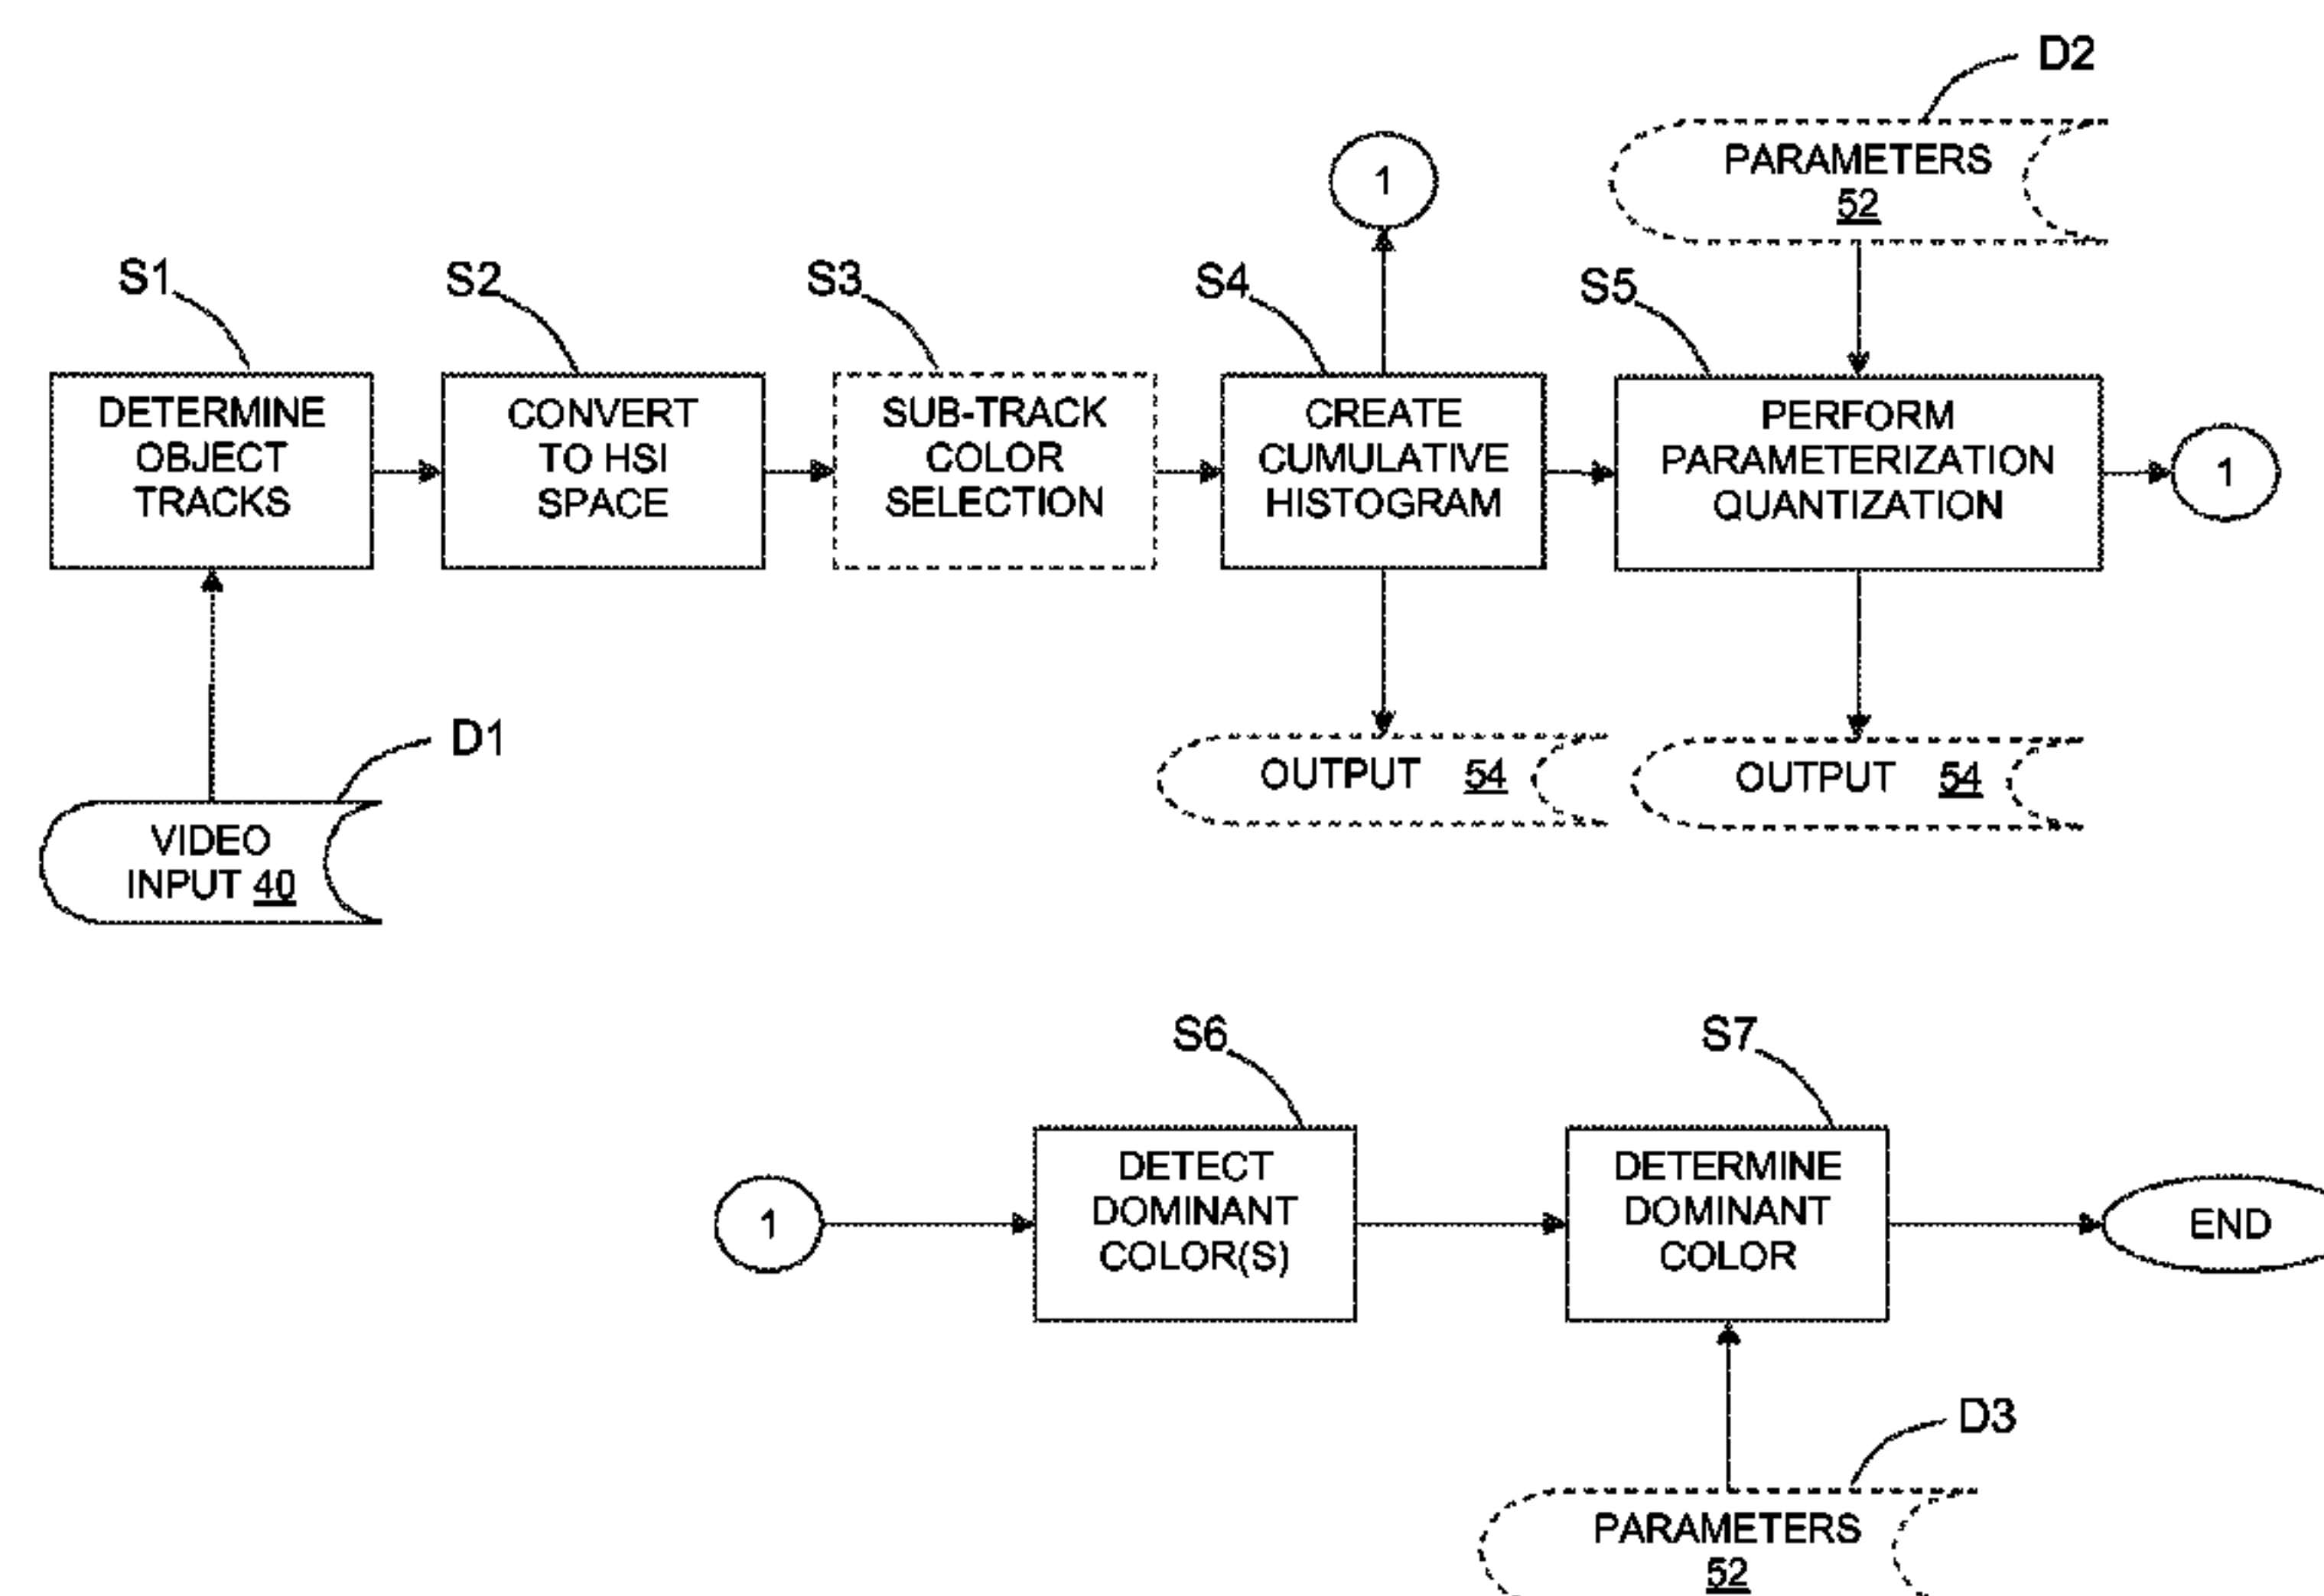 D2
PARAMETERS
52
1
S1
S2
S3
S4
S5
DETERMINE
OBJECT
TRACKS
CONVERT
TO HSI
SPACE
SUB-TRACK
COLOR
SELECTION
CREATE
CUMULATIVE
HISTOGRAM
PERFORM
PARAMETERIZATION
QUANTIZATION
1
D1
VIDEO
INPUT 40
OUTPUT 54
OUTPUT 54
S6
S7
1
DETECT
DOMINANT
COLOR(S)
DETERMINE
DOMINANT
COLOR
END
D3
PARAMETERS
52